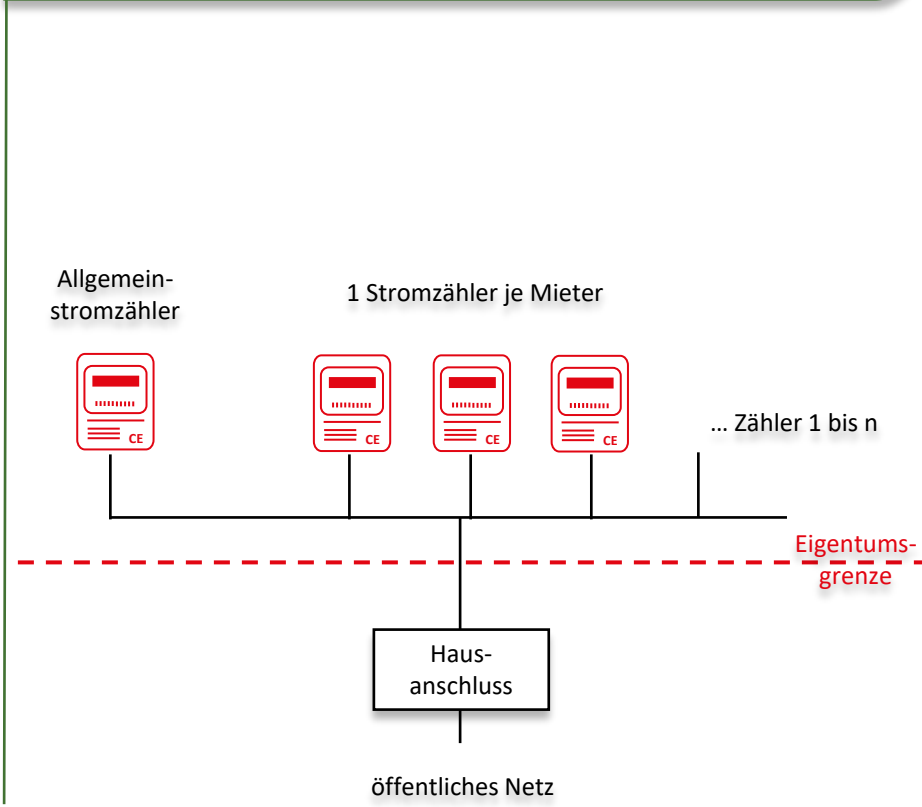 Allgemein-
stromzähler
1 Stromzähler je Mieter
CE
CE
CE
CE
... Zähler 1 bis n
Eigentums-
grenze
Haus-
anschluss
öffentliches Netz